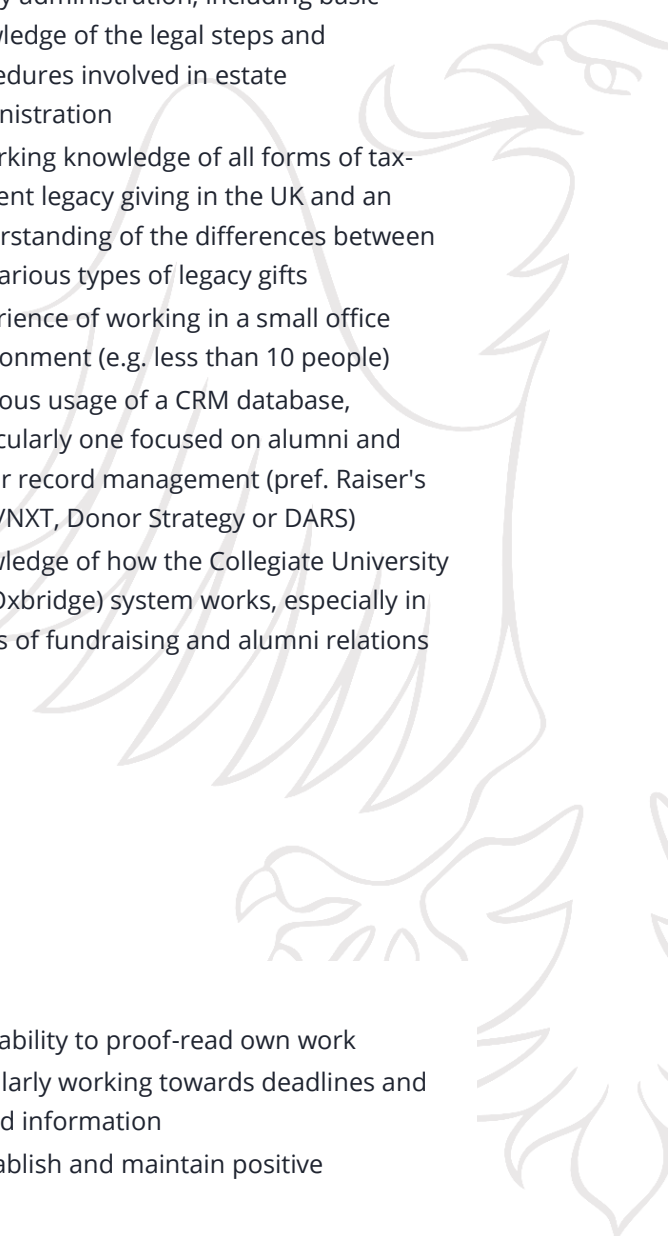 y administration, including basic
ledge of the legal steps and
edures involved in estate
nistration
rking knowledge of all forms of tax-
ent legacy giving in the UK and an
rstanding of the differences between
arious types of legacy gifts
rience of working in a small office
onment (e.g. less than 10 people)
ous usage of a CRM database,
cularly one focused on alumni and
r record management (pref. Raiser's
/NXT, Donor Strategy or DARS)
ledge of how the Collegiate University
Oxbridge) system works, especially in
s of fundraising and alumni relations
ability to proof-read own work
larly working towards deadlines and
d information
ablish and maintain positive